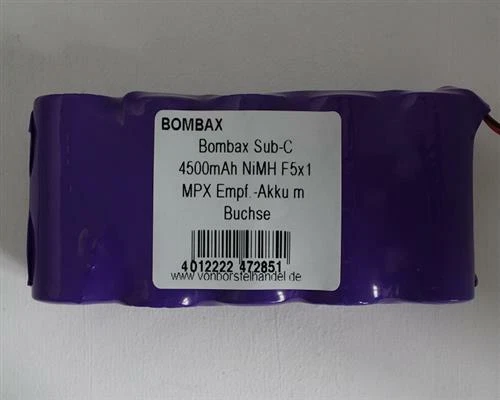 BOMBAX
Bombax Sub-C
4500mAh NiMH F5x1
MPX Empf.-Akku m
Buchse
4012222 472851
www.vonborstelhandel.de